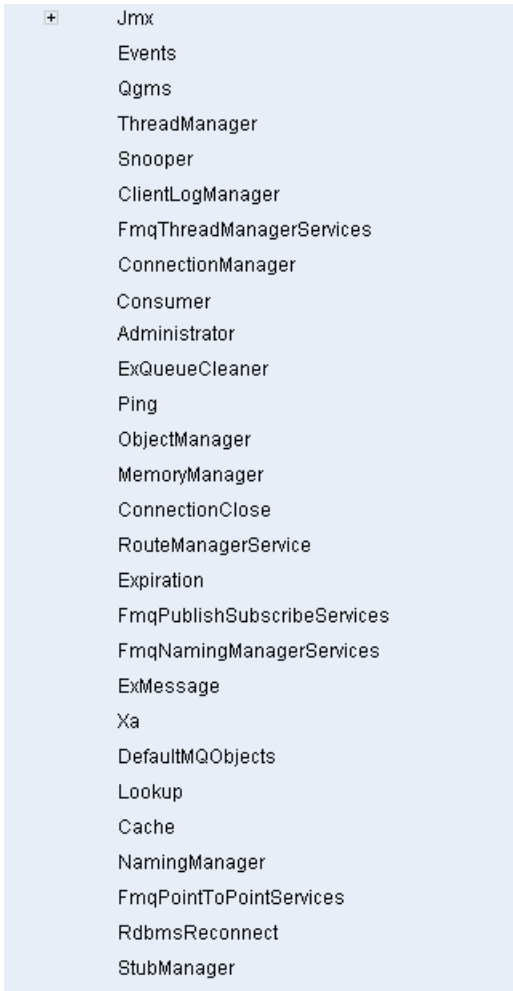 Jmx
Events
Qgms
ThreadManager
Snooper
ClientLogManager
FmqThreadManagerServices
ConnectionManager
Consumer
Administrator
ExQueueCleaner
Ping
ObjectManager
MemoryManager
ConnectionClose
RouteManagerService
Expiration
FmqPublishSubscribeServices
FmqNamingManagerServices
ExMessage
Xa
DefaultMQObjects
Lookup
Cache
NamingManager
FmqPointToPointServices
RdbmsReconnect
StubManager